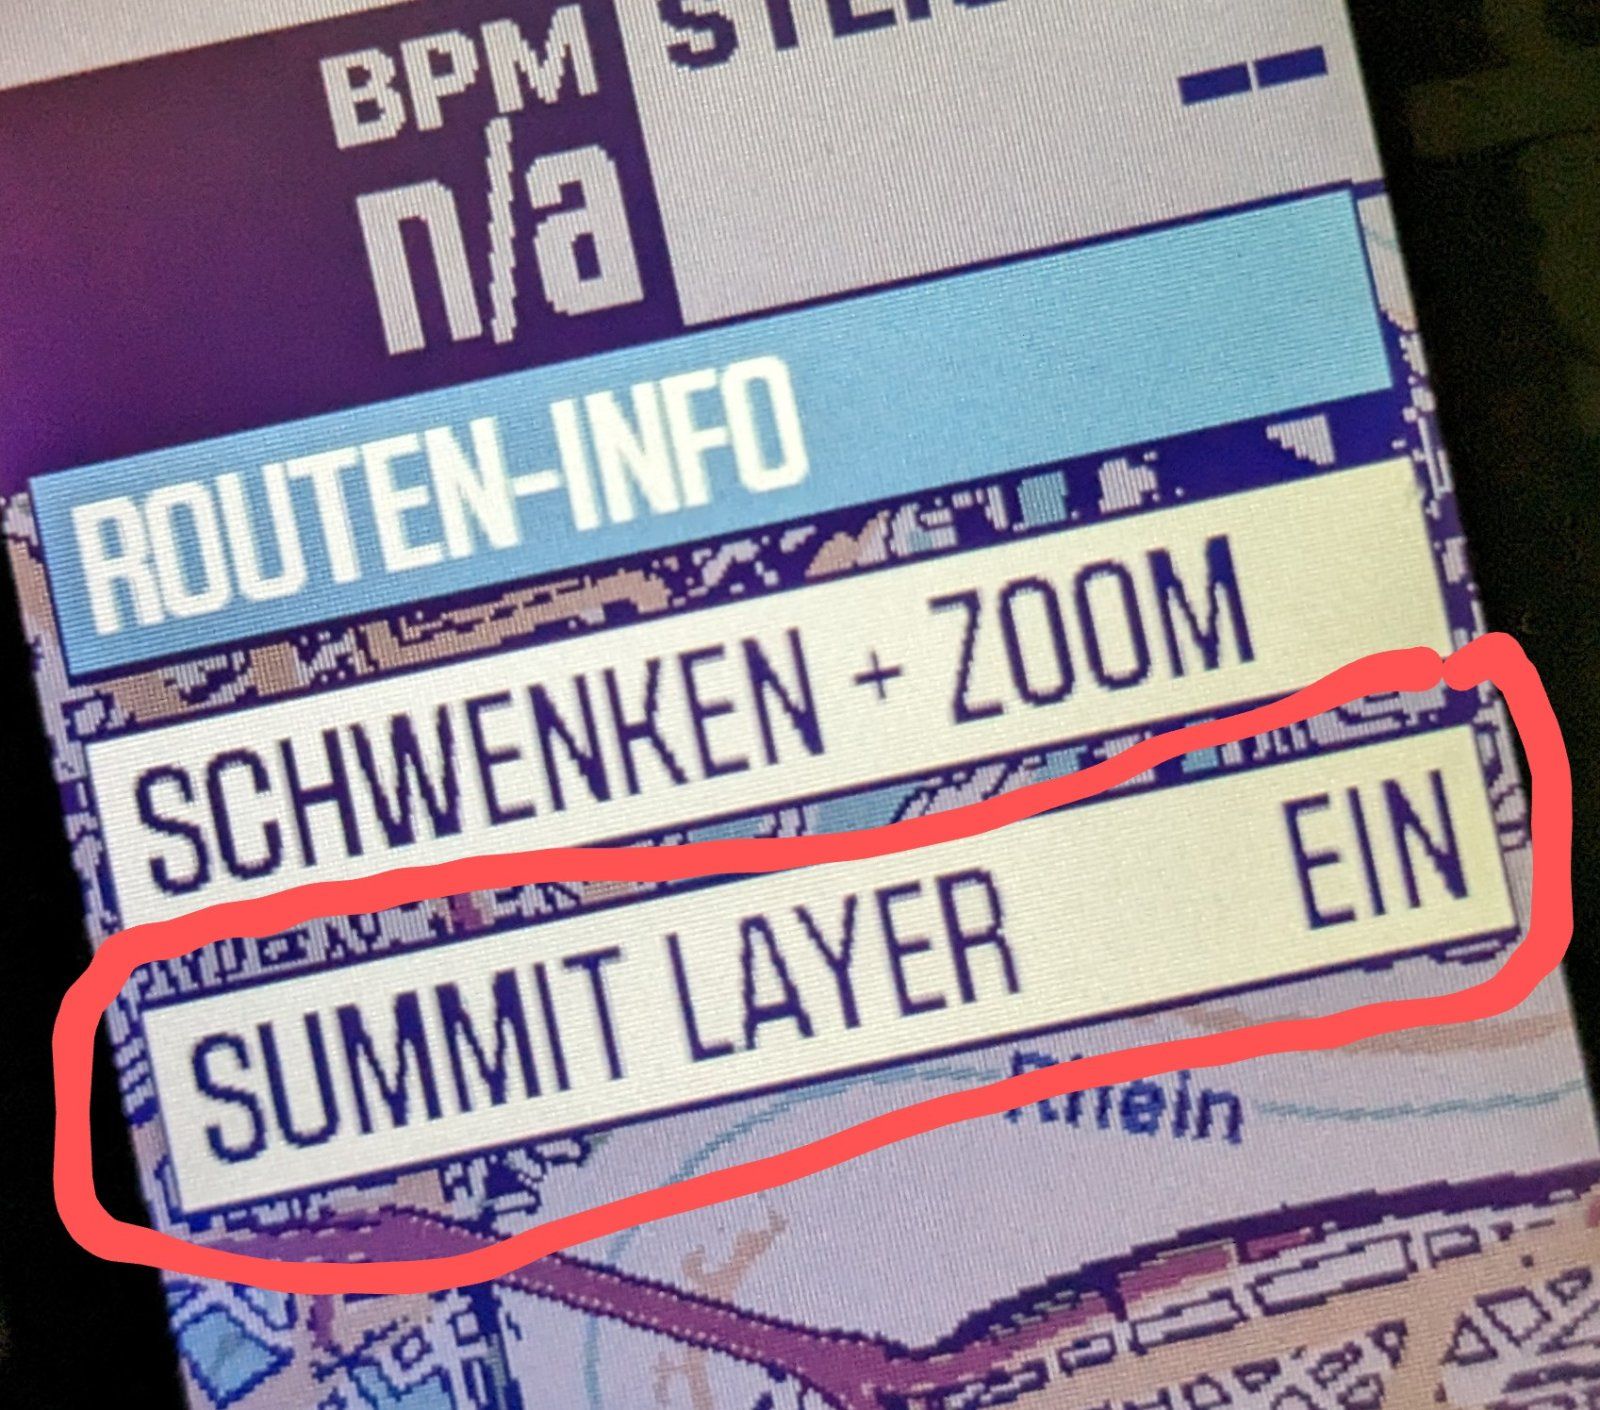 BPM
n/a
--
ROUTEN-INFO
SCHWENKEN + ZOOM
SUMMIT LAYER EIN
Rhein